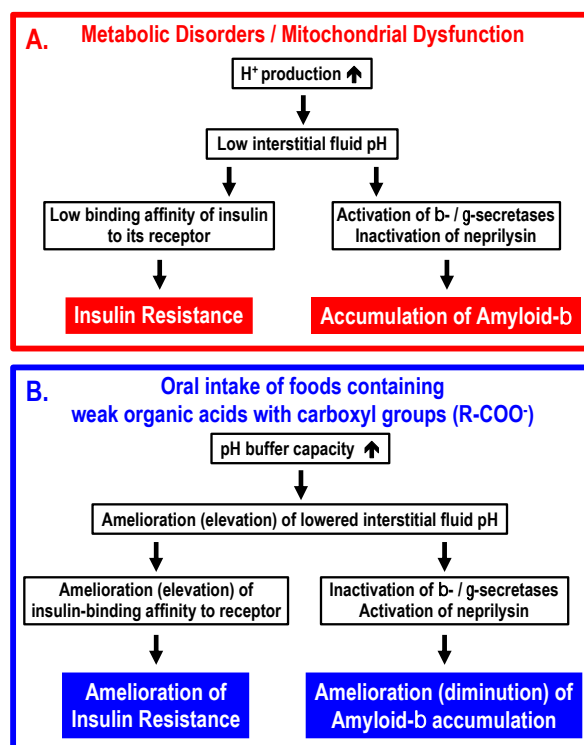 A.
Metabolic Disorders / Mitochondrial Dysfunction
H⁺ production ↑
Low interstitial fluid pH
Low binding affinity of insulin
to its receptor
Activation of b- / g-secretases
Inactivation of neprilysin
Insulin Resistance
Accumulation of Amyloid-b
B.
Oral intake of foods containing
weak organic acids with carboxyl groups (R-COO⁻)
pH buffer capacity ↑
Amelioration (elevation) of lowered interstitial fluid pH
Amelioration (elevation) of
insulin-binding affinity to receptor
Inactivation of b- / g-secretases
Activation of neprilysin
Amelioration of
Insulin Resistance
Amelioration (diminution) of
Amyloid-b accumulation